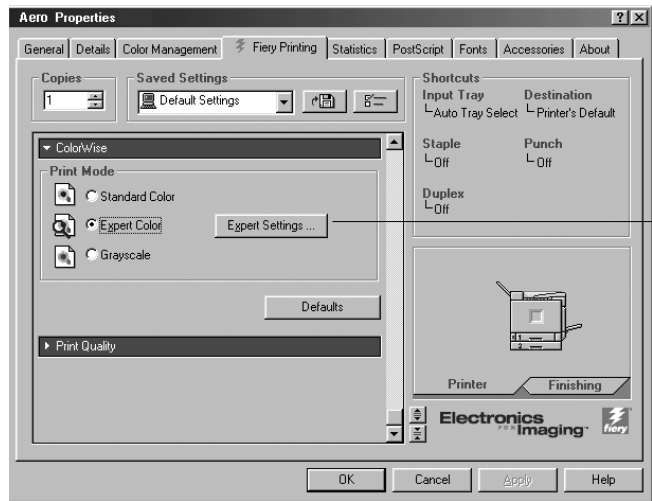 Aero Properties
General Details Color Management Fiery Printing Statistics PostScript Fonts Accessories About
Copies
1
Saved Settings
Default Settings
Shortcuts
Input Tray
Auto Tray Select
Destination
Printer's Default
Staple
Off
Punch
Off
Duplex
Off
ColorWise
Print Mode
Standard Color
Expert Color
Expert Settings ...
Grayscale
Defaults
Print Quality
1
2
Printer Finishing
Electronics
FOR Imaging
fiery
OK Cancel Apply Help